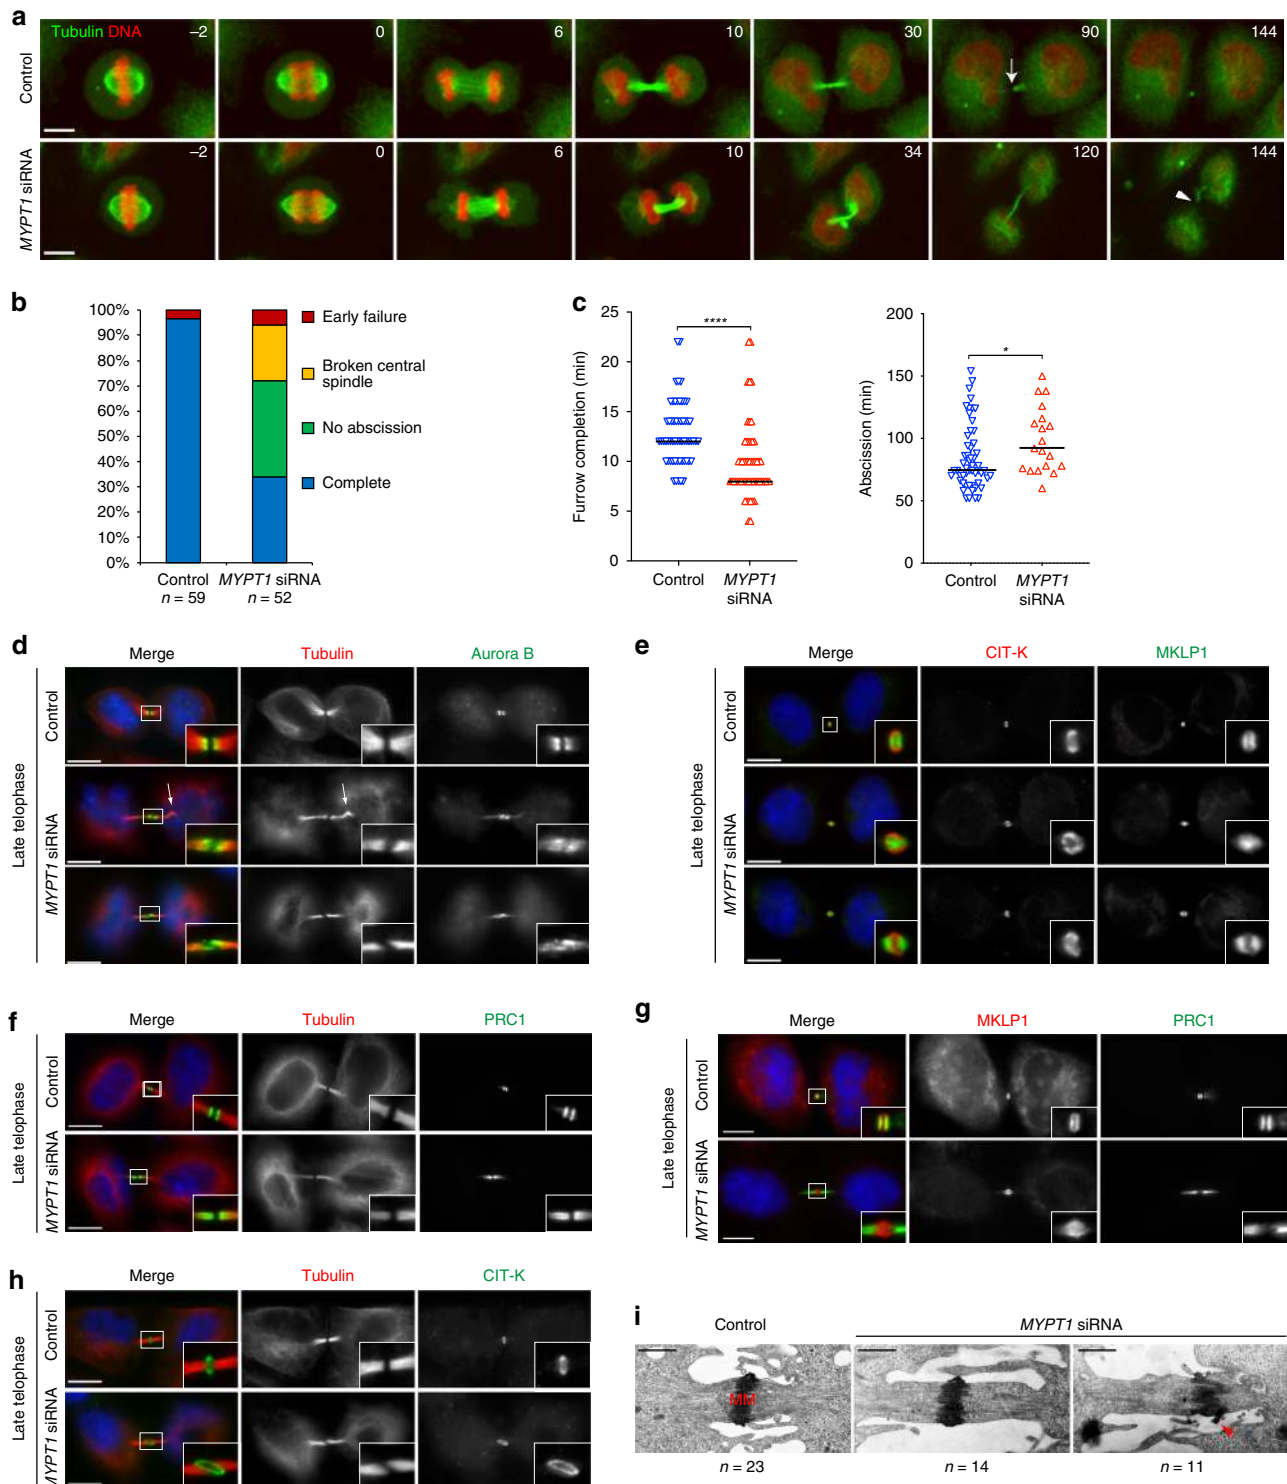 a
Tubulin DNA
–2
0
6
10
30
90
144
Control
–2
0
6
10
34
120
144
MYPT1 siRNA
b
100%
90%
80%
70%
60%
50%
40%
30%
20%
10%
0%
Early failure
Broken central
spindle
No abscission
Complete
Control
n = 59
MYPT1 siRNA
n = 52
c
Furrow completion (min)
25
20
15
10
5
0
****
Control
MYPT1
siRNA
Abscission (min)
200
150
100
50
0
*
Control
MYPT1
siRNA
d
Merge
Tubulin
Aurora B
Late telophase
Control
MYPT1 siRNA
e
Merge
CIT-K
MKLP1
Late telophase
Control
MYPT1 siRNA
f
Merge
Tubulin
PRC1
Late telophase
Control
MYPT1 siRNA
g
Merge
MKLP1
PRC1
Late telophase
Control
MYPT1 siRNA
h
Merge
Tubulin
CIT-K
Late telophase
Control
MYPT1 siRNA
i
Control
MYPT1 siRNA
MM
n = 23
n = 14
n = 11